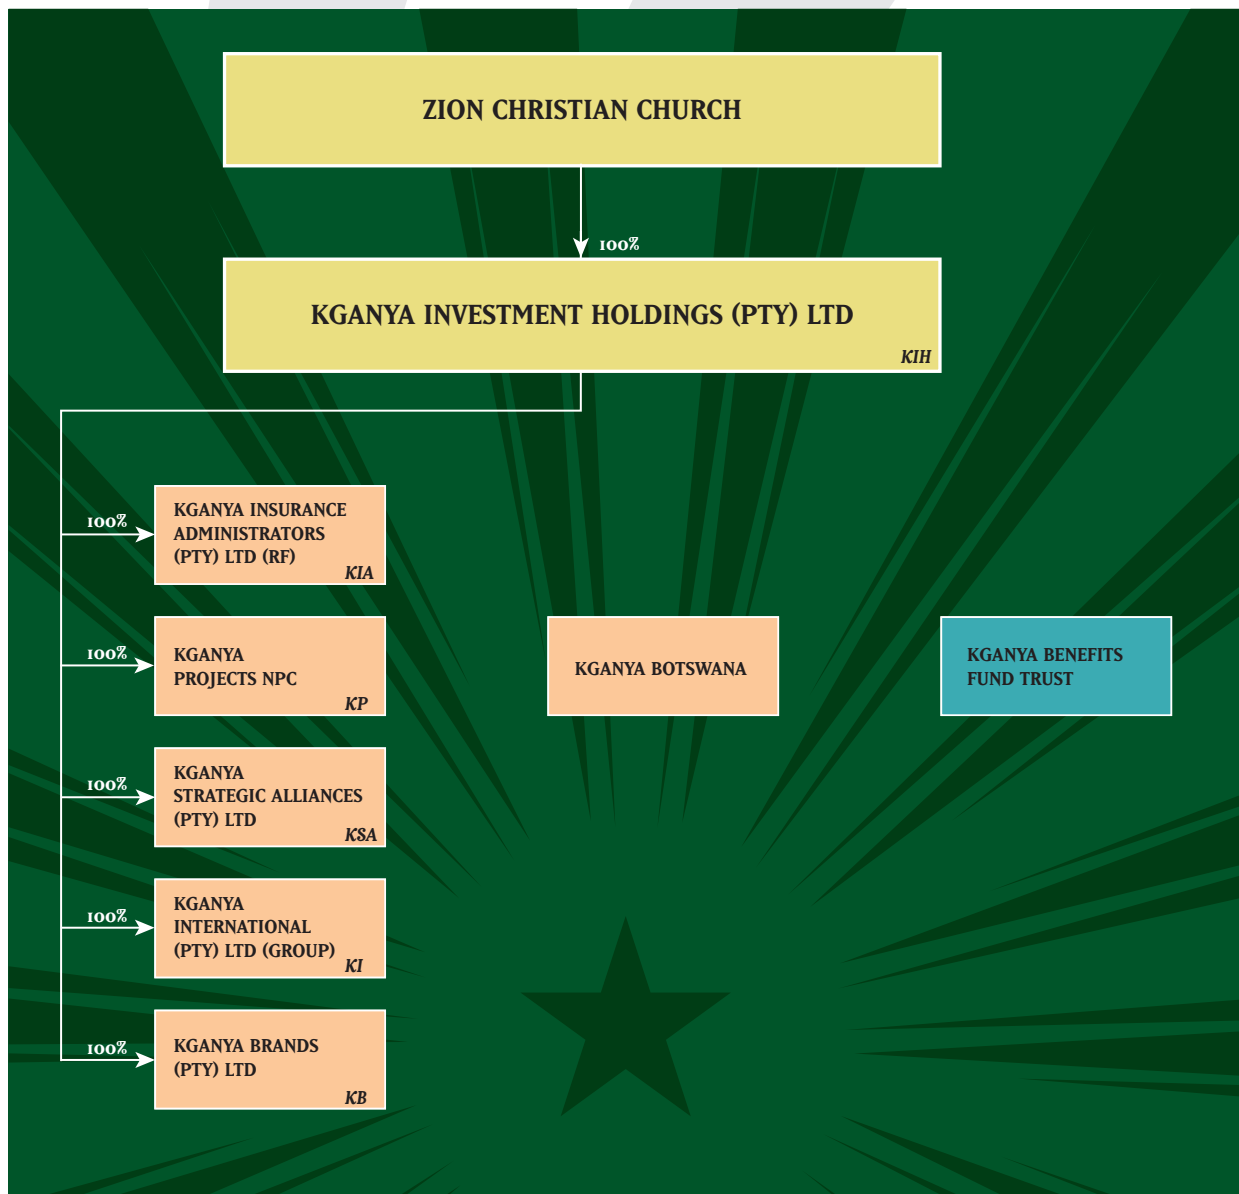 ZION CHRISTIAN CHURCH
100%
KGANYA INVESTMENT HOLDINGS (PTY) LTD
KIH
100%
KGANYA INSURANCE
ADMINISTRATORS
(PTY) LTD (RF)
KIA
100%
KGANYA
PROJECTS NPC
KP
KGANYA BOTSWANA
KGANYA BENEFITS
FUND TRUST
100%
KGANYA
STRATEGIC ALLIANCES
(PTY) LTD
KSA
100%
KGANYA
INTERNATIONAL
(PTY) LTD (GROUP)
KI
100%
KGANYA BRANDS
(PTY) LTD
KB